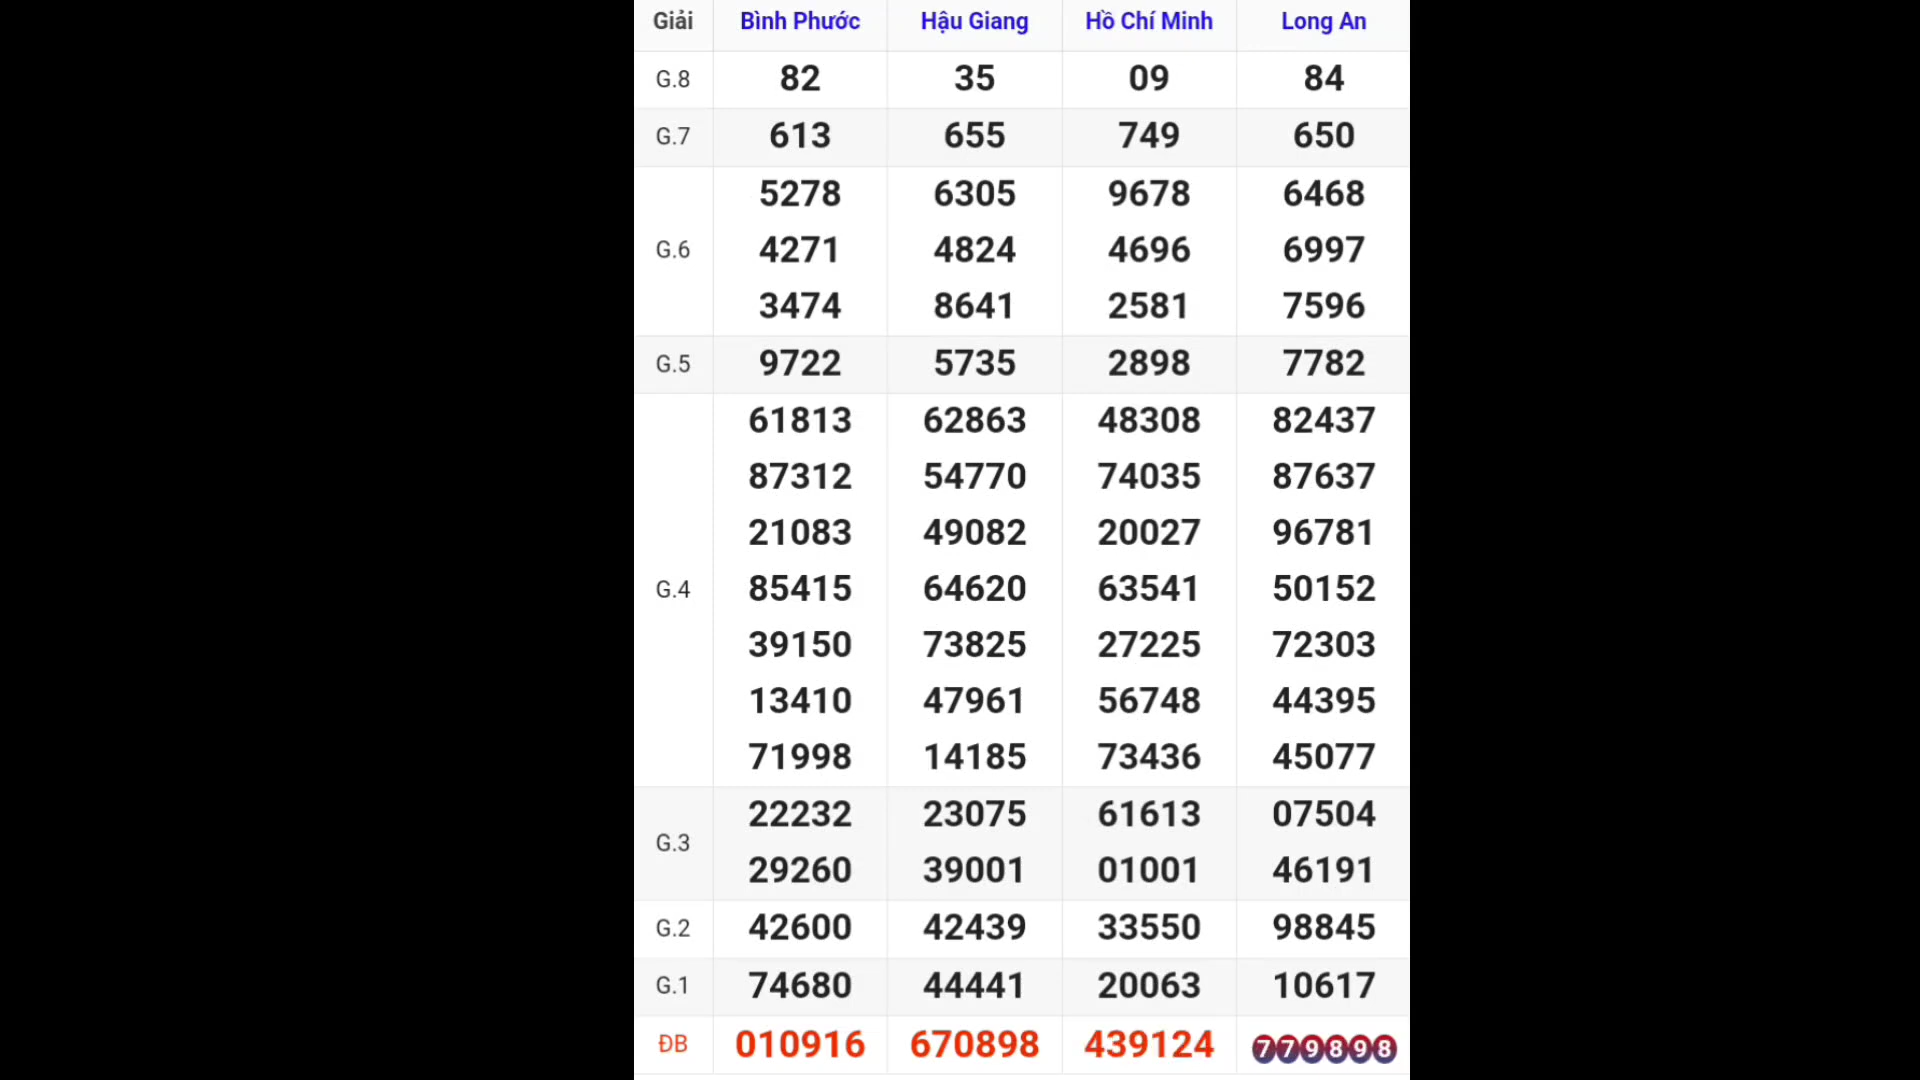 Giải Bình Phước Hậu Giang Hồ Chí Minh Long An
G.8 82 35 09 84
G.7 613 655 749 650
5278 6305 9678 6468
G.6 4271 4824 4696 6997
3474 8641 2581 7596
G.5 9722 5735 2898 7782
61813 62863 48308 82437
87312 54770 74035 87637
21083 49082 20027 96781
G.4 85415 64620 63541 50152
39150 73825 27225 72303
13410 47961 56748 44395
71998 14185 73436 45077
22232 23075 61613 07504
G.3
29260 39001 01001 46191
G.2 42600 42439 33550 98845
G.1 74680 44441 20063 10617
ĐB 010916 670898 439124 779898